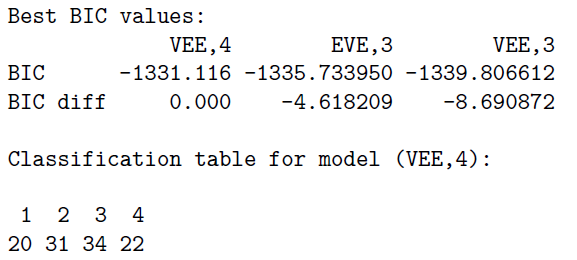 Best BIC values:
VEE,4 EVE,3 VEE,3
BIC -1331.116 -1335.733950 -1339.806612
BIC diff 0.000 -4.618209 -8.690872
Classification table for model (VEE,4):
1 2 3 4
20 31 34 22